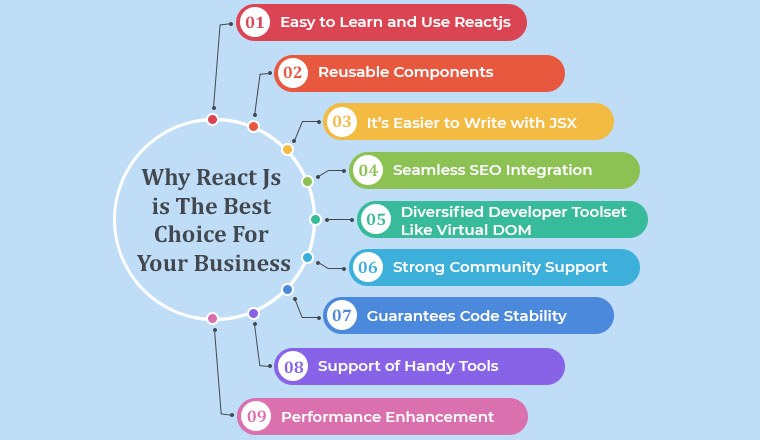 Why React Js
is The Best
Choice For
Your Business
01 Easy to Learn and Use Reactjs
02 Reusable Components
03 It's Easier to Write with JSX
04 Seamless SEO Integration
05 Diversified Developer Toolset
Like Virtual DOM
06 Strong Community Support
07 Guarantees Code Stability
08 Support of Handy Tools
09 Performance Enhancement